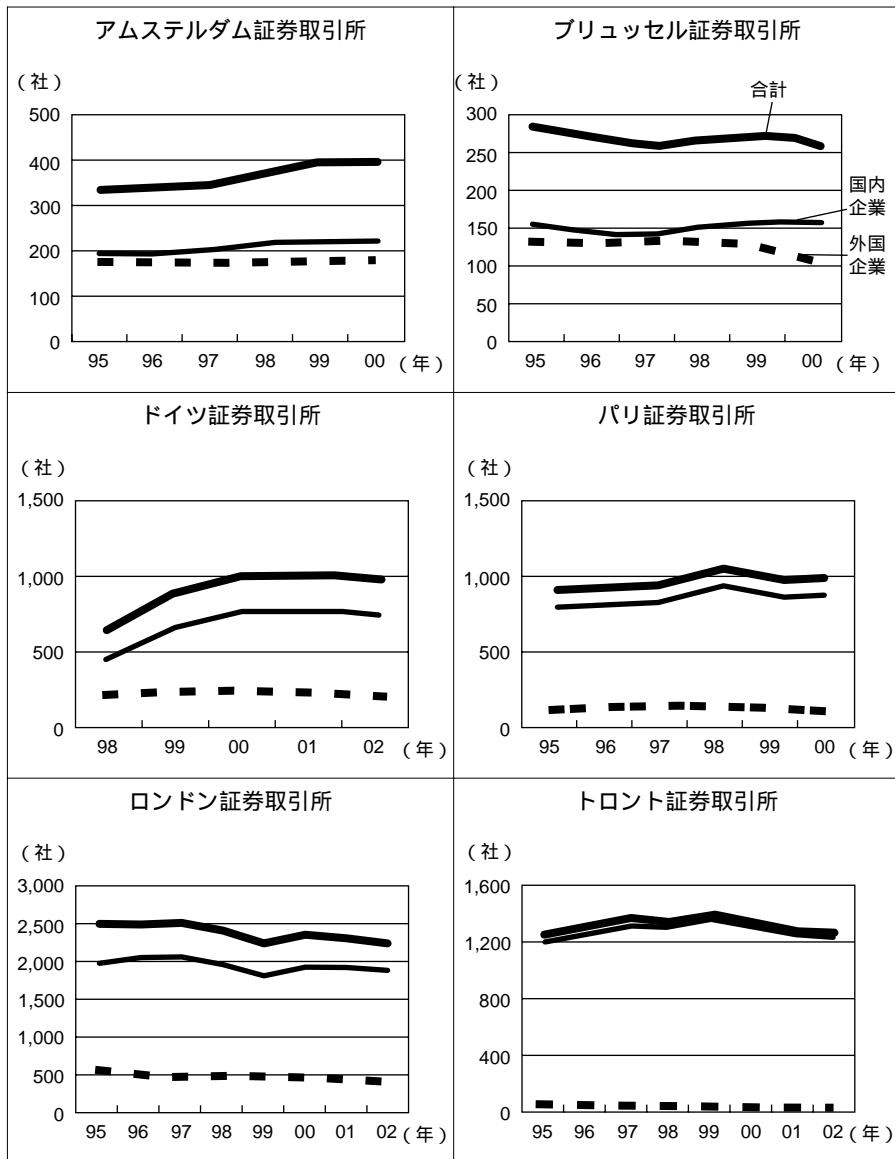 アムステルダム証券取引所
（社）
500
400
300
200
100
0
95 96 97 98 99 00 （年）
ブリュッセル証券取引所
（社）
300
250
200
150
100
50
0
合計
国内
企業
外国
企業
95 96 97 98 99 00 （年）
ドイツ証券取引所
（社）
1,500
1,000
500
0
98 99 00 01 02 （年）
パリ証券取引所
（社）
1,500
1,000
500
0
95 96 97 98 99 00 （年）
ロンドン証券取引所
（社）
3,000
2,500
2,000
1,500
1,000
500
0
95 96 97 98 99 00 01 02 （年）
トロント証券取引所
（社）
1,600
1,200
800
400
0
95 96 97 98 99 00 01 02 （年）